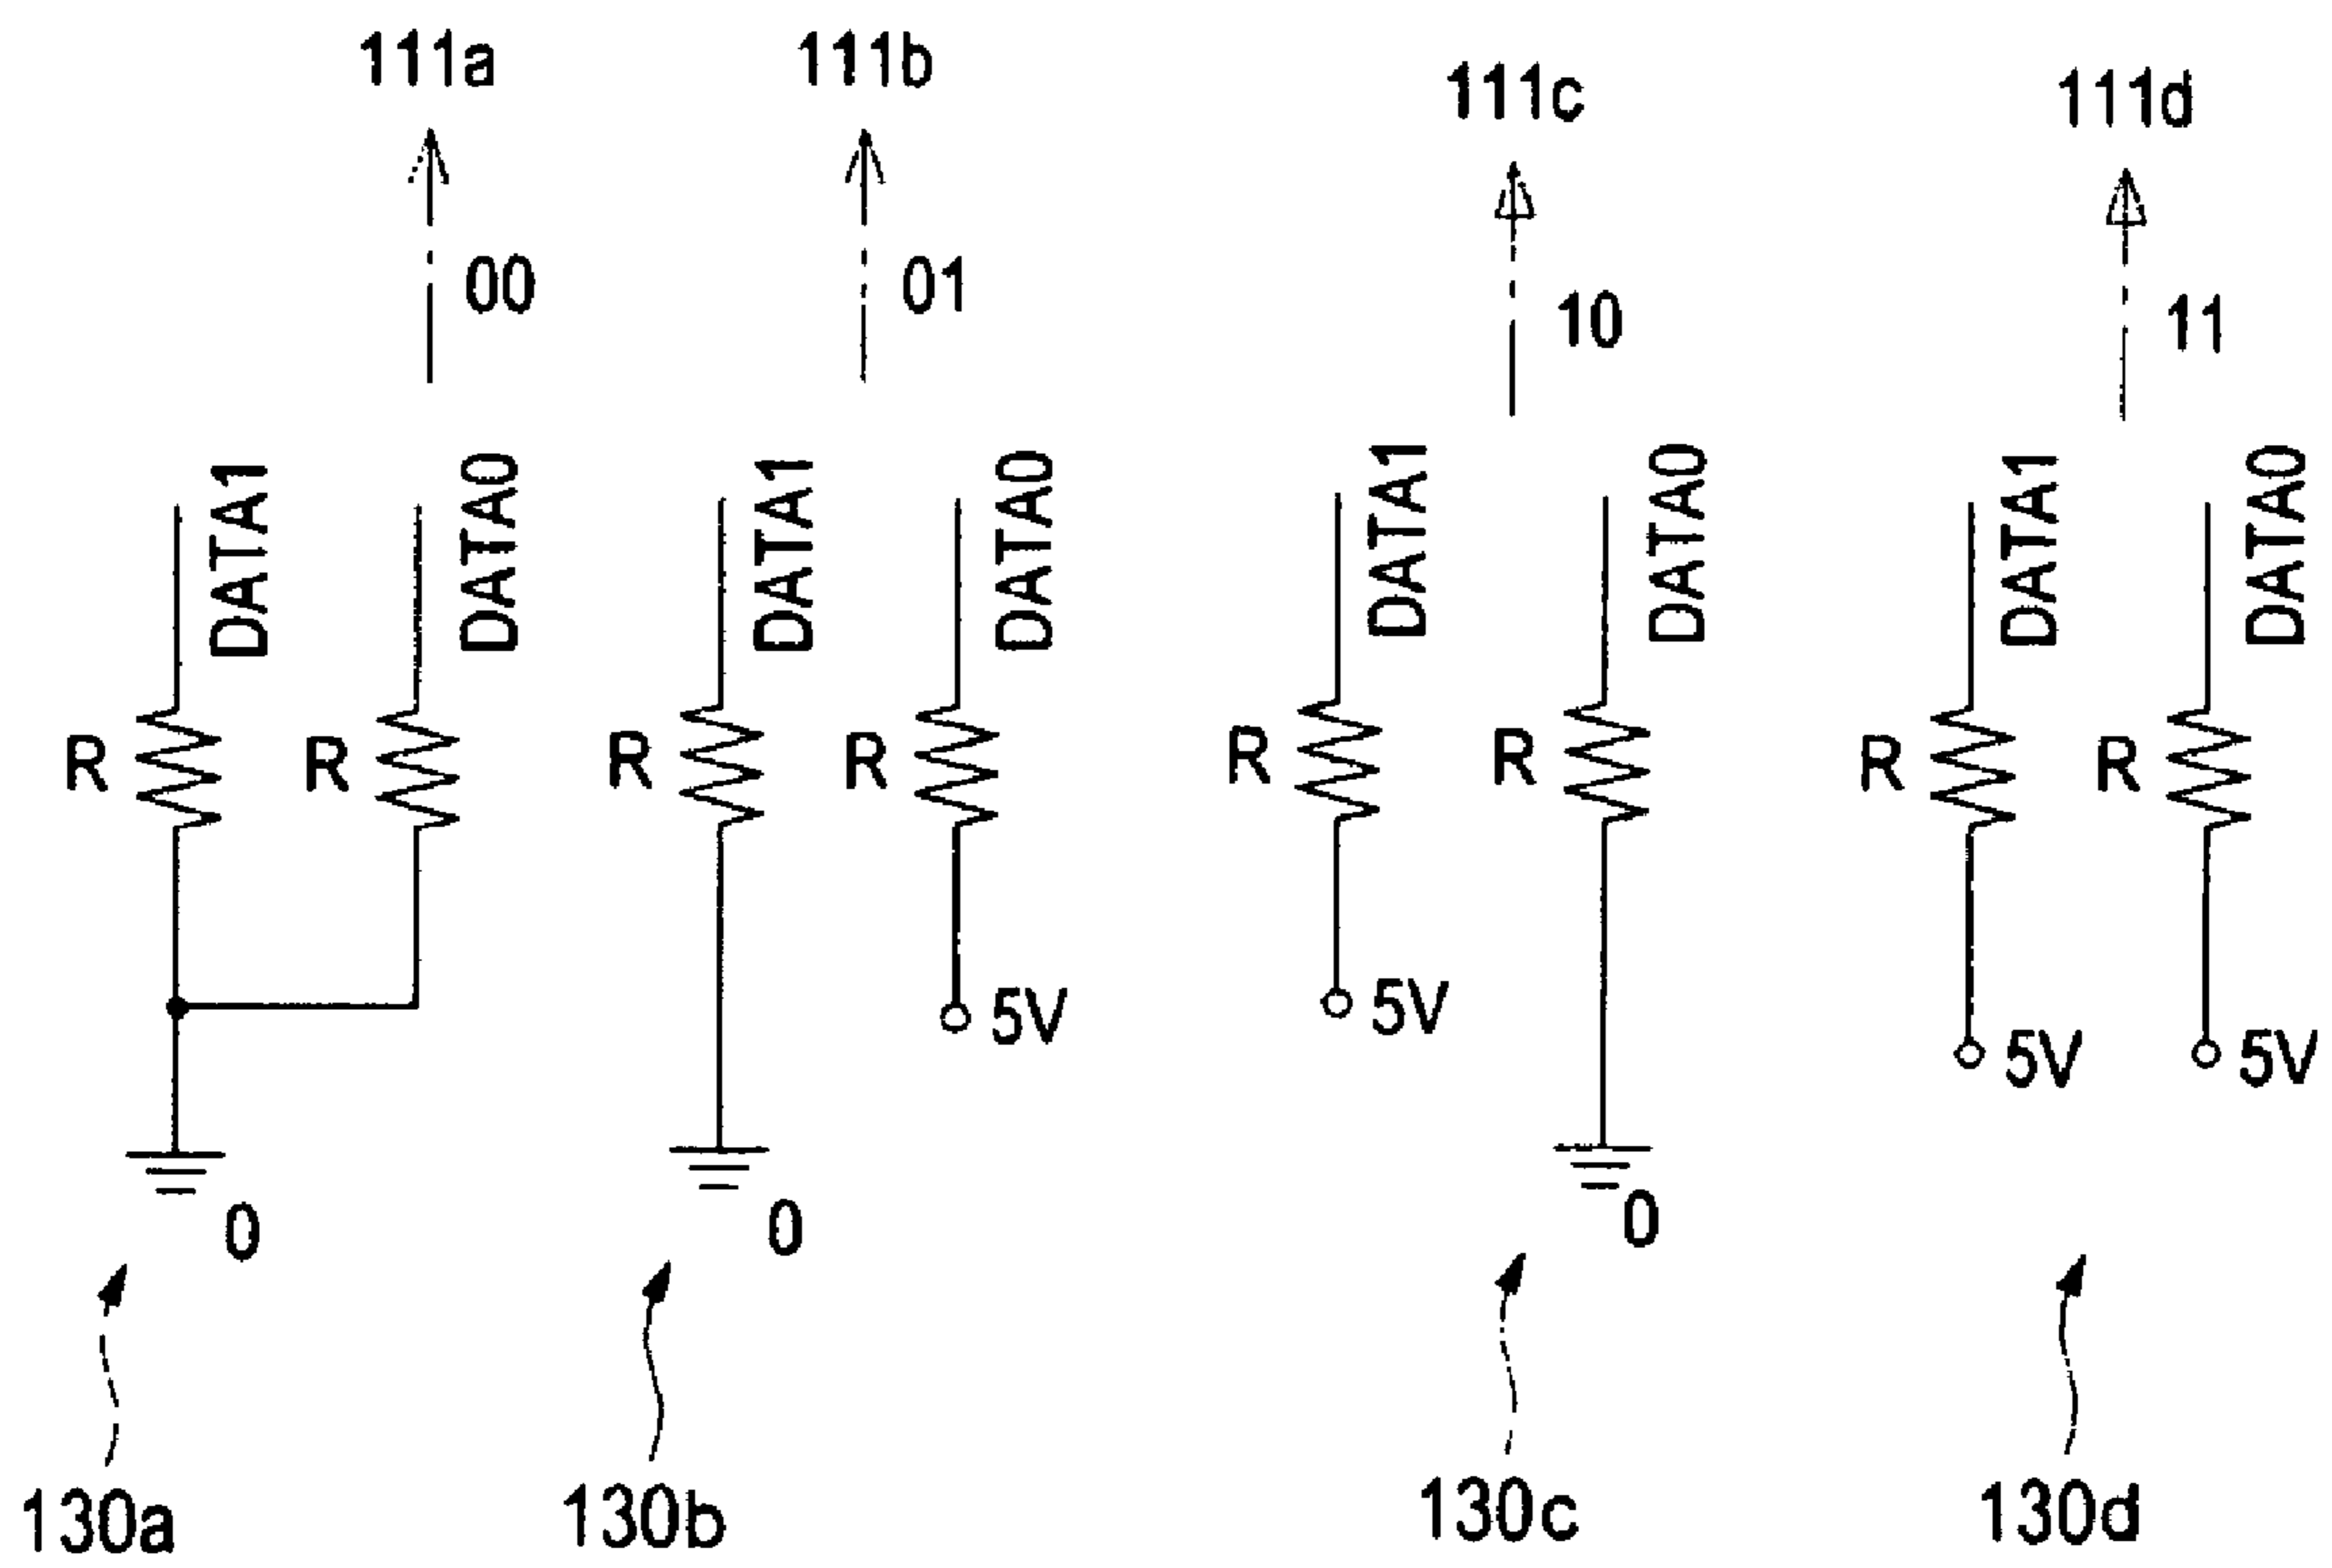 111a 111b 111c 111d
00 01 10 11
DATA1 DATA0 DATA1 DATA0 DATA1 DATA0 DATA1 DATA0
R R R R R R R R
5V 5V 5V 5V
0 0 0
130a 130b 130c 130d